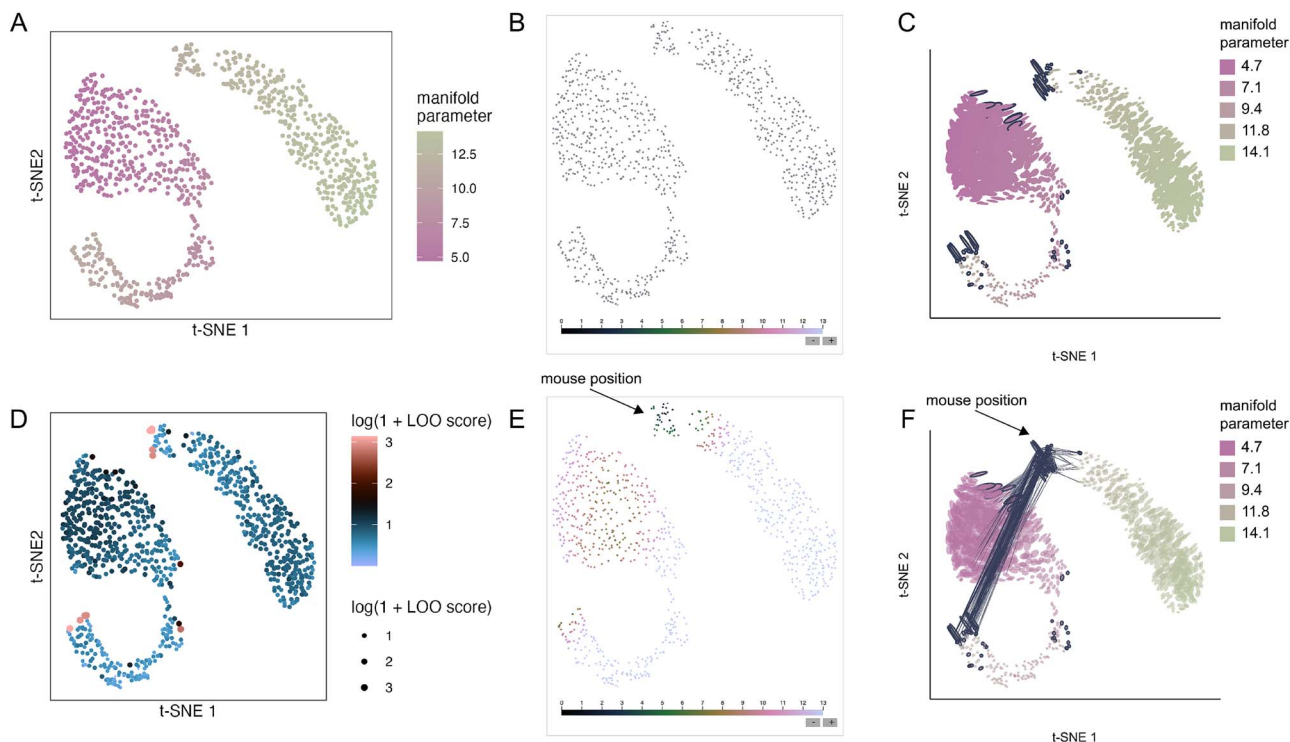 A
t-SNE2
t-SNE 1
manifold
parameter
12.5
10.0
7.5
5.0
B
0 1 2 3 4 5 6 7 8 9 10 11 12 13
- +
C
t-SNE 2
t-SNE 1
manifold
parameter
4.7
7.1
9.4
11.8
14.1
D
t-SNE2
t-SNE 1
log(1 + LOO score)
3
2
1
log(1 + LOO score)
1
2
3
mouse position
E
0 1 2 3 4 5 6 7 8 9 10 11 12 13
- +
F
mouse position
t-SNE 2
t-SNE 1
manifold
parameter
4.7
7.1
9.4
11.8
14.1